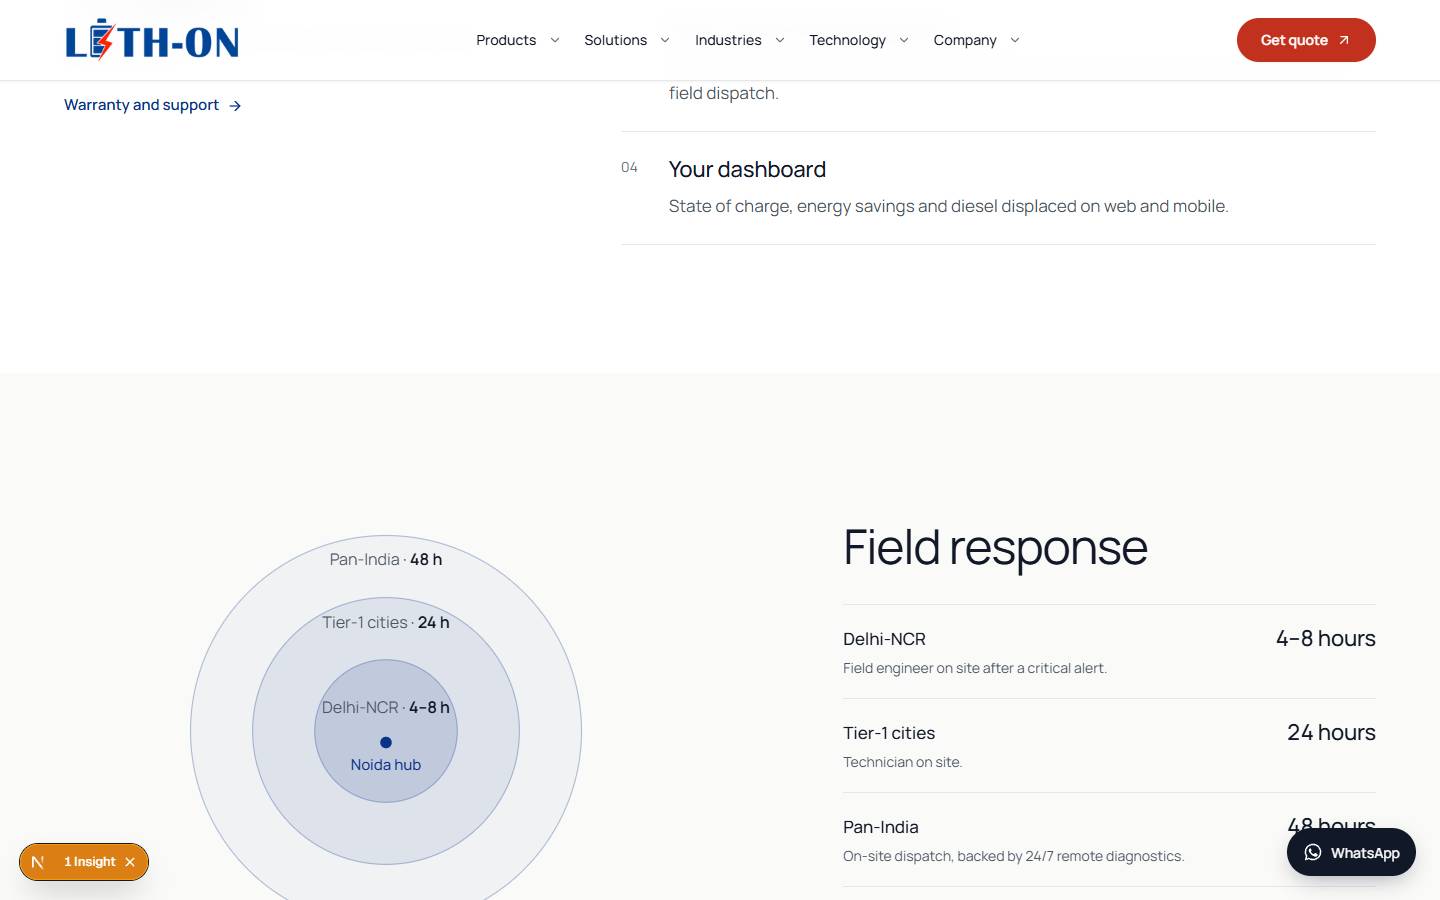 LITH-ON
Products
Solutions
Industries
Technology
Company
Get quote
Warranty and support
field dispatch.
04
Your dashboard
State of charge, energy savings and diesel displaced on web and mobile.
Pan-India · 48 h
Tier-1 cities · 24 h
Delhi-NCR · 4–8 h
Noida hub
Field response
Delhi-NCR
4–8 hours
Field engineer on site after a critical alert.
Tier-1 cities
24 hours
Technician on site.
Pan-India
48 hours
On-site dispatch, backed by 24/7 remote diagnostics.
N 1 Insight
WhatsApp